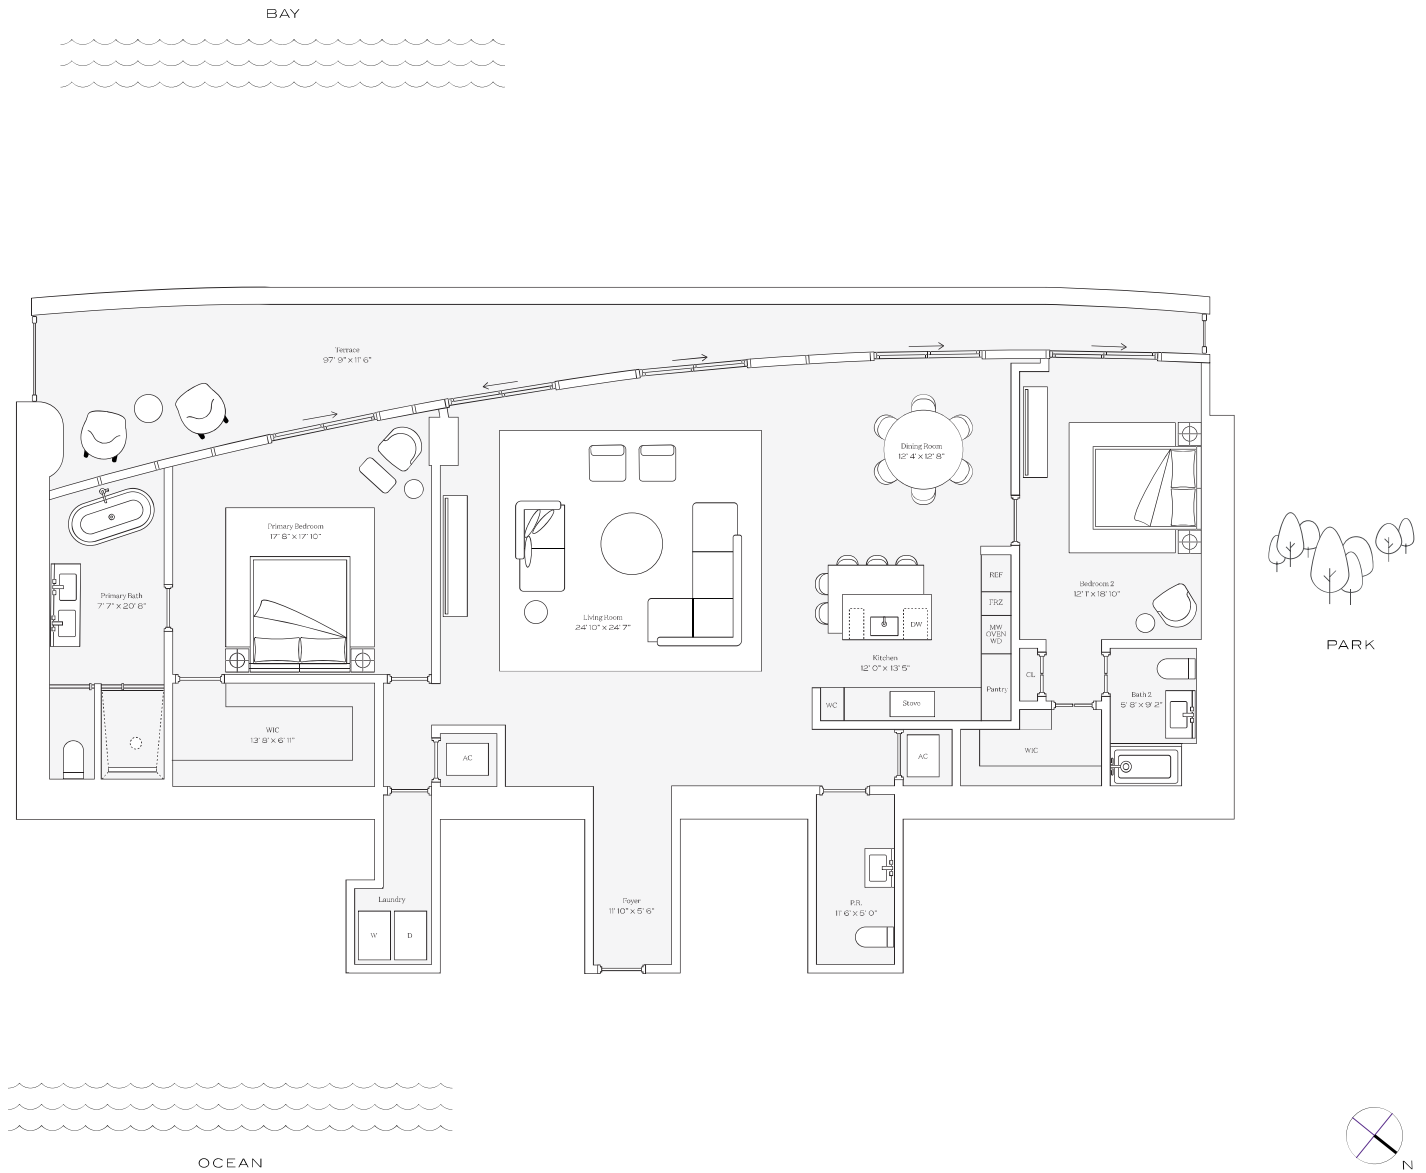 BAY
Terrace
97' 9" x 11' 6"
Dining Room
12' 4' x 12' 8"
Primary Bedroom
17' 8" x 17' 10"
REF
Bedroom 2
12' 1" x 18' 10"
Primary Bath
7' 7" x 20' 8"
FRZ
Living Room
24' 10" x 24' 7"
DW
MW
OVEN
WD
PARK
Kitchen
12' 0" x 13' 5"
CL
Pantry
Bath 2
5' 8" x 9' 2"
WC
Stove
WIC
13' 8" x 6' 11"
WIC
AC
AC
Laundry
Foyer
11' 10" x 5' 6"
P.R.
11' 6' x 5' 0"
W
D
OCEAN
N